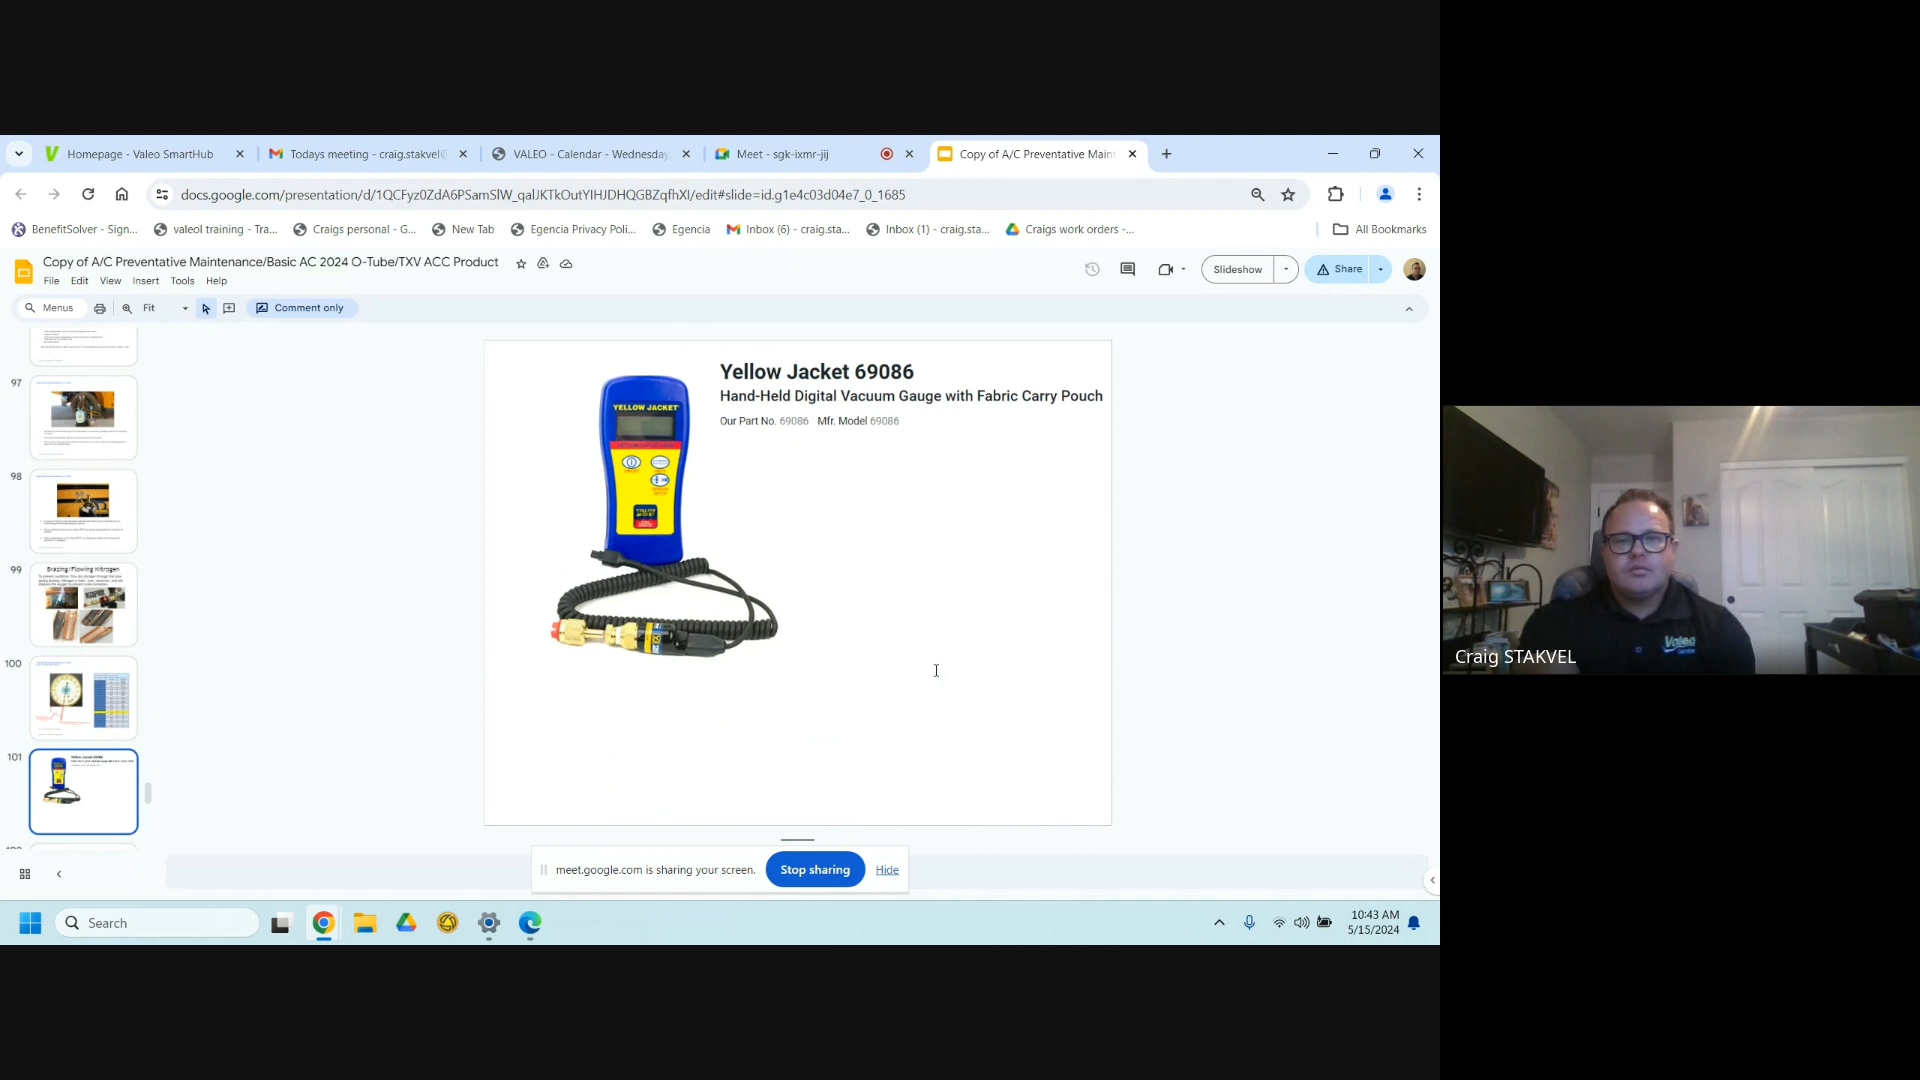 Homepage - Valeo SmartHub
Todays meeting - craig.stakvel@
VALEO - Calendar - Wednesday,
Meet - sgk-ixmr-jij
Copy of A/C Preventative Maint
docs.google.com/presentation/d/1QCFyz0ZdA6PSamSlW_qalJKTkOutYIHJDHQGBZqfhXI/edit#slide=id.g1e4c03d04e7_0_1685
BenefitSolver - Sign...
valeol training - Tra...
Craigs personal - G...
New Tab
Egencia Privacy Poli...
Egencia
Inbox (6) - craig.sta...
Inbox (1) - craig.sta...
Craigs work orders -...
All Bookmarks
Copy of A/C Preventative Maintenance/Basic AC 2024 O-Tube/TXV ACC Product
File Edit View Insert Tools Help
Slideshow
Share
Menus
Fit
Comment only
97
98
99
Brazing/Flowing Nitrogen
100
101
Yellow Jacket 69086
Yellow Jacket 69086
Hand-Held Digital Vacuum Gauge with Fabric Carry Pouch
Our Part No. 69086 Mfr. Model 69086
YELLOW JACKET
meet.google.com is sharing your screen.
Stop sharing
Hide
Search
10:43 AM
5/15/2024
Valeo
Craig STAKVEL